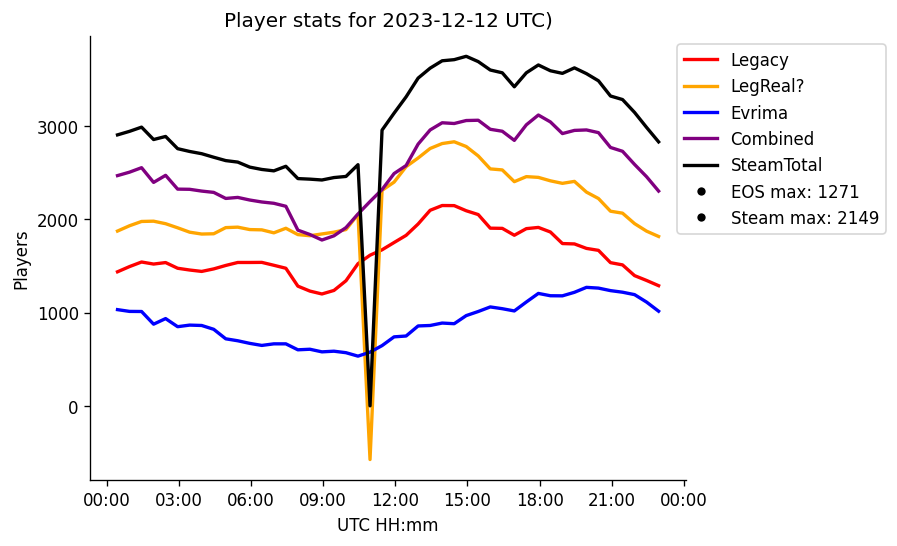 Player stats for 2023-12-12 UTC)
Legacy
LegReal?
Evrima
Combined
SteamTotal
EOS max: 1271
Steam max: 2149
Players
3000
2000
1000
0
00:00 03:00 06:00 09:00 12:00 15:00 18:00 21:00 00:00
UTC HH:mm